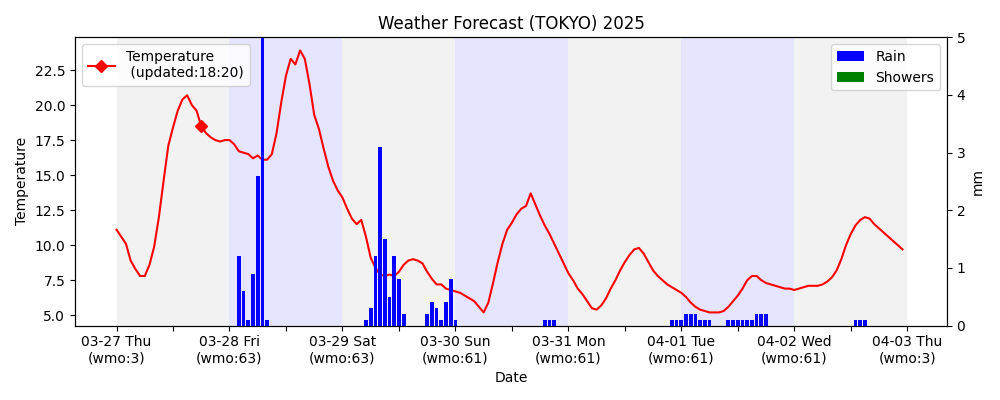 Weather Forecast (TOKYO) 2025
Temperature
(updated:18:20)
Rain
Showers
Temperature
22.5
20.0
17.5
15.0
12.5
10.0
7.5
5.0
5
4
3
2
1
0
mm
03-27 Thu
(wmo:3)
03-28 Fri
(wmo:63)
03-29 Sat
(wmo:63)
03-30 Sun
(wmo:61)
03-31 Mon
(wmo:61)
04-01 Tue
(wmo:61)
04-02 Wed
(wmo:61)
04-03 Thu
(wmo:3)
Date